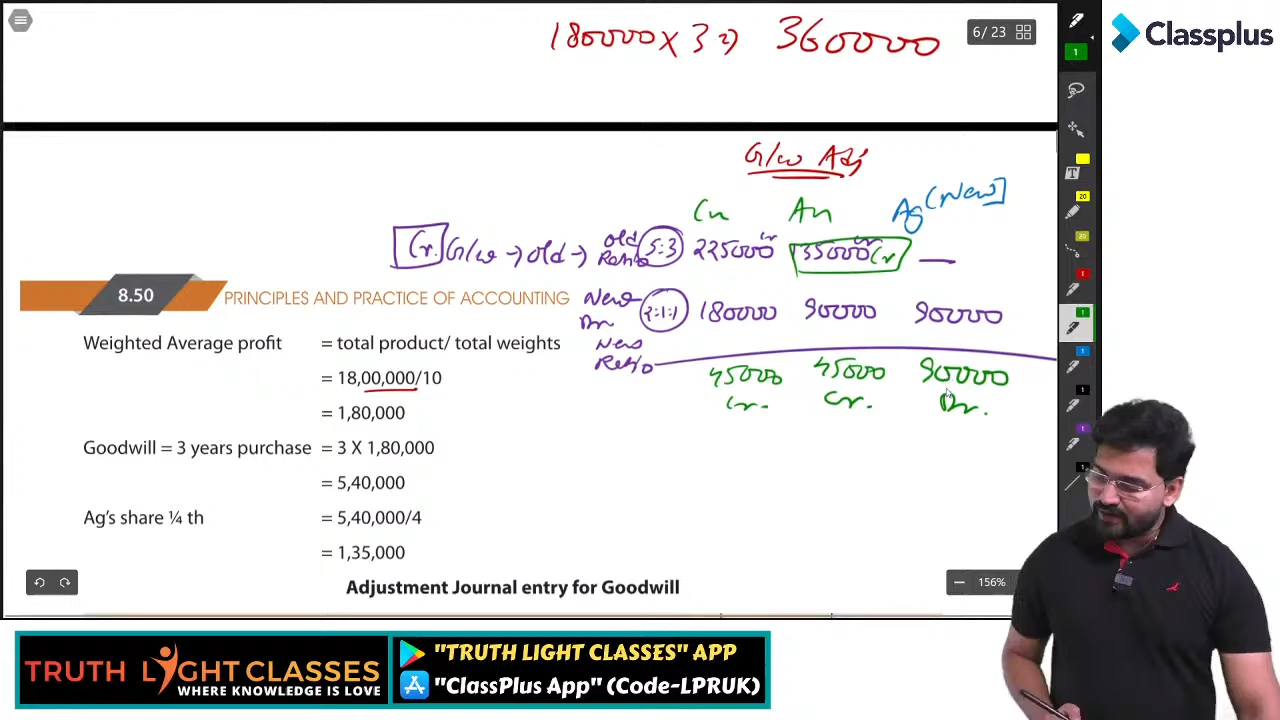 180000 x 3 ⇒ 360000
6 / 23
Classplus
G/w Adj
Cn An Ag (New)
Cr. G/w → Old → Old Ratio 5:3 225000 Cr 135000 Cr Cr —
New Dr New Ratio 2:1:1 180000 90000 90000
45000 45000 90000
Cr. Cr. Dr.
8.50 PRINCIPLES AND PRACTICE OF ACCOUNTING
Weighted Average profit = total product/ total weights
= 18,00,000/10
= 1,80,000
Goodwill = 3 years purchase = 3 X 1,80,000
= 5,40,000
Ag's share ¼ th = 5,40,000/4
= 1,35,000
Adjustment Journal entry for Goodwill
156%
TRUTH LIGHT CLASSES
WHERE KNOWLEDGE IS LOVE
"TRUTH LIGHT CLASSES" APP
"ClassPlus App" (Code-LPRUK)